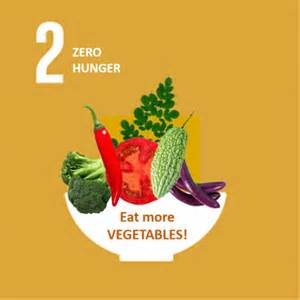 2 ZERO
HUNGER
Eat more
VEGETABLES!